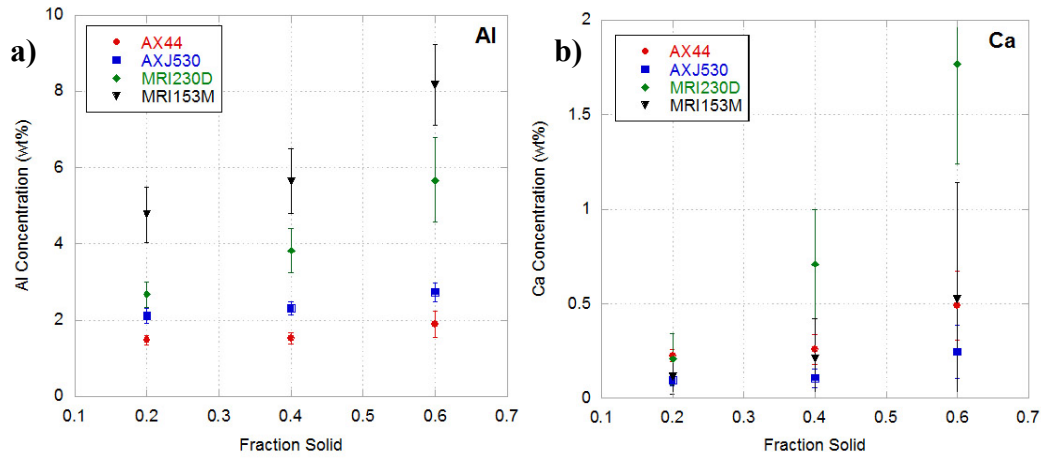 a)
Al
AX44
AXJ530
MRI230D
MRI153M
10
8
6
4
2
0
Al Concentration (wt%)
0.1 0.2 0.3 0.4 0.5 0.6 0.7
Fraction Solid
b)
Ca
AX44
AXJ530
MRI230D
MRI153M
2
1.5
1
0.5
0
Ca Concentration (wt%)
0.1 0.2 0.3 0.4 0.5 0.6 0.7
Fraction Solid